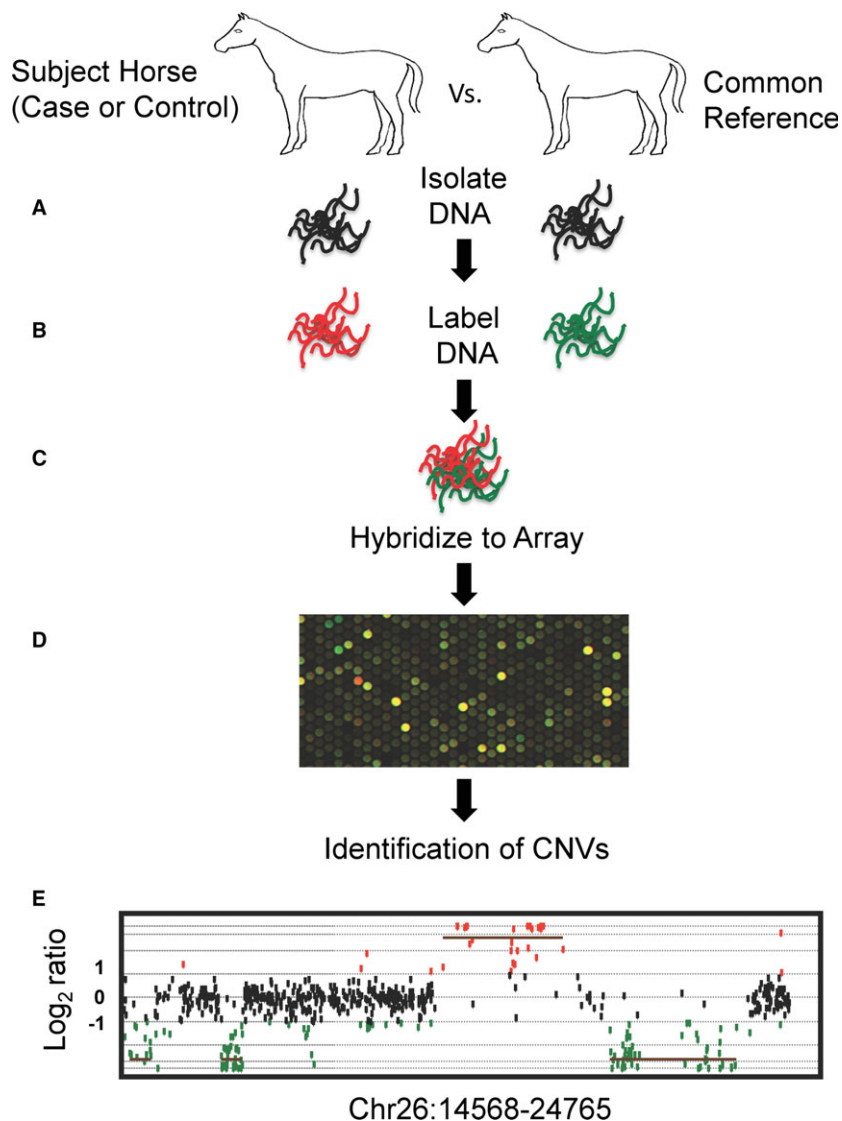 Subject Horse
(Case or Control)
Vs.
Common
Reference
A
Isolate
DNA
B
Label
DNA
C
Hybridize to Array
D
Identification of CNVs
E
Log₂ ratio
1
0
-1
Chr26:14568-24765